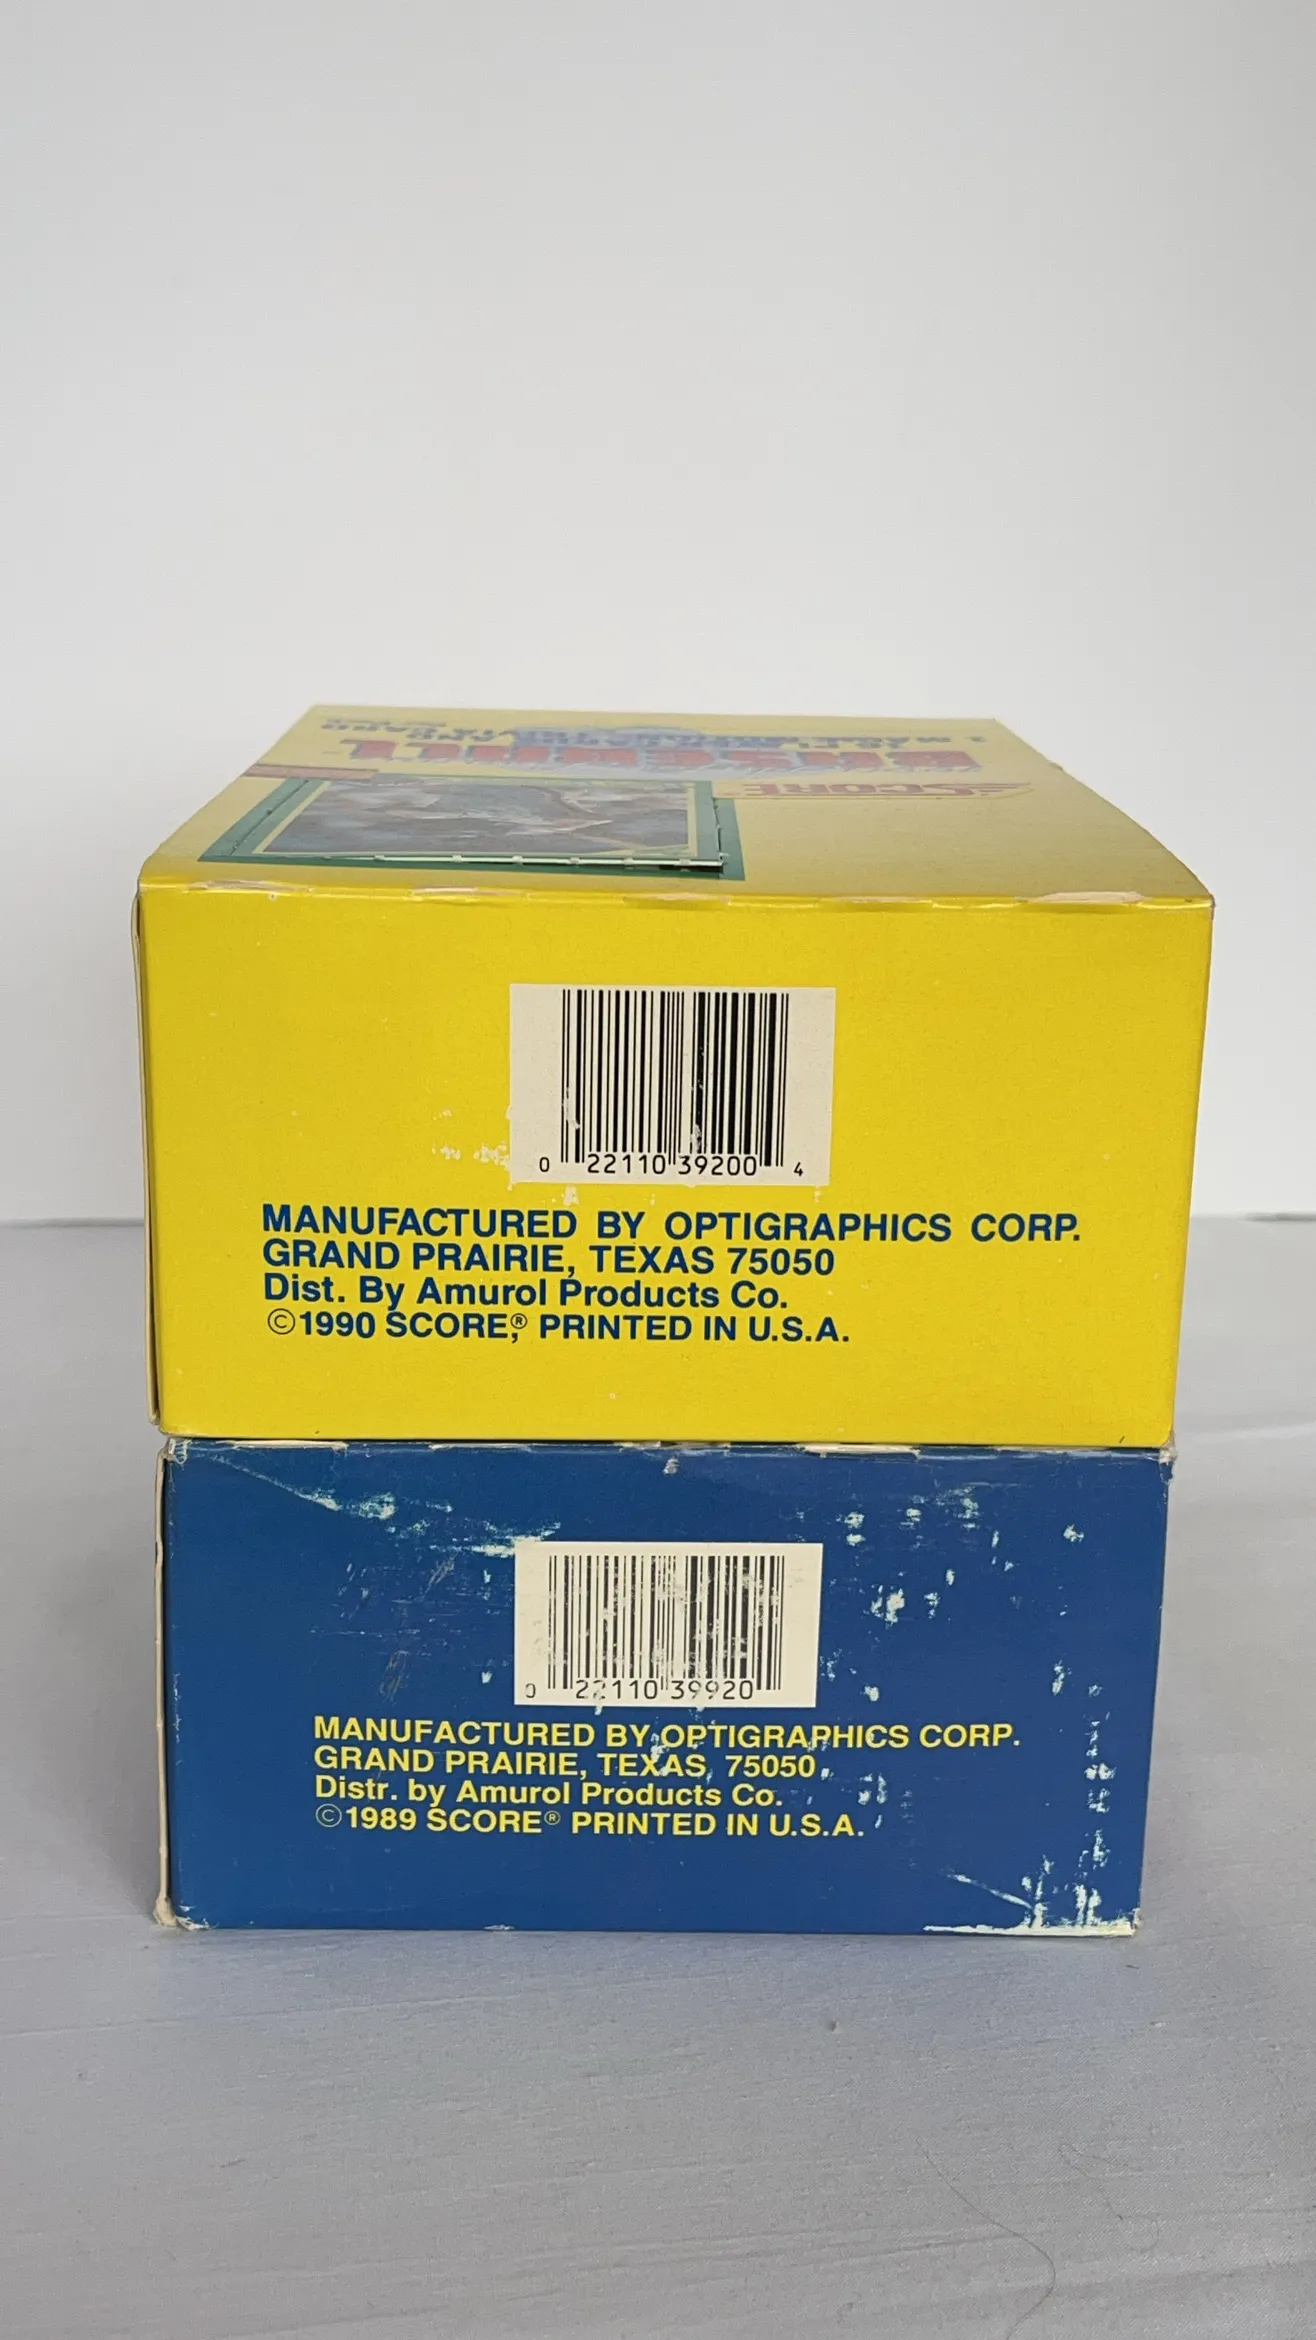 SCORE
BASEBALL
0 22110 39200 4
MANUFACTURED BY OPTIGRAPHICS CORP.
GRAND PRAIRIE, TEXAS 75050
Dist. By Amurol Products Co.
©1990 SCORE,® PRINTED IN U.S.A.
0 22110 39920
MANUFACTURED BY OPTIGRAPHICS CORP.
GRAND PRAIRIE, TEXAS, 75050
Distr. by Amurol Products Co.
©1989 SCORE® PRINTED IN U.S.A.